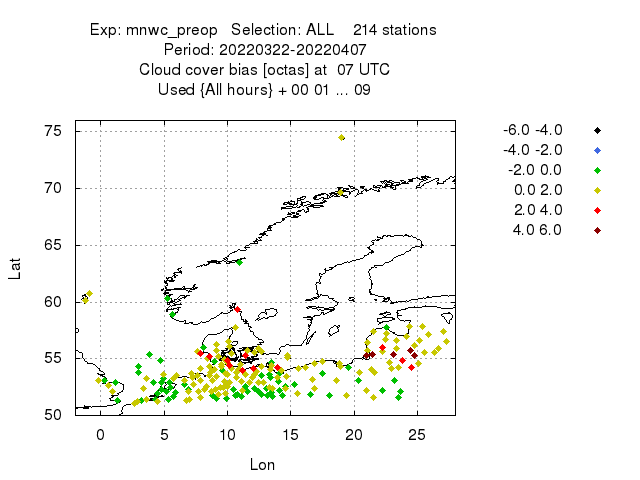 Exp: mnwc_preop   Selection: ALL    214 stations
Period: 20220322-20220407
Cloud cover bias [octas] at  07 UTC
Used {All hours} + 00 01 ... 09
-6.0 -4.0
-4.0 -2.0
-2.0 0.0
0.0 2.0
2.0 4.0
4.0 6.0
75
70
65
60
55
50
Lat
0 5 10 15 20 25
Lon